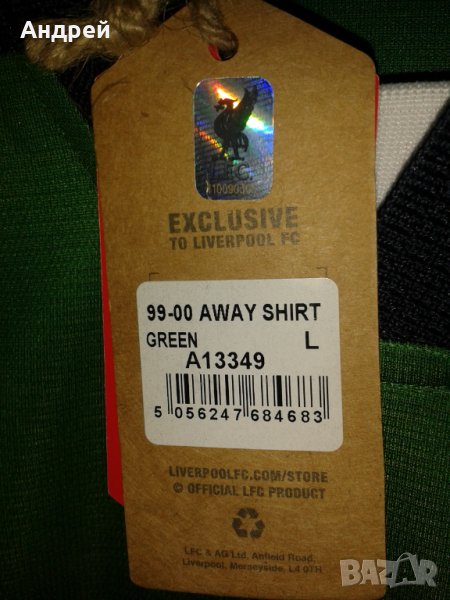 Андрей
L.F.C.
EXCLUSIVE
TO LIVERPOOL FC
99-00 AWAY SHIRT
GREEN L
A13349
5 056247 684683
LIVERPOOLFC.COM/STORE
© OFFICIAL LFC PRODUCT
LFC & AG Ltd, Anfield Road,
Liverpool, Merseyside, L4 0TH
BAZAR